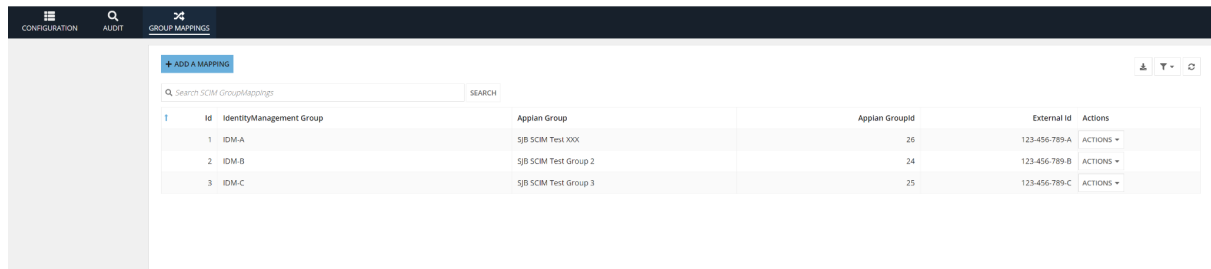 CONFIGURATION AUDIT GROUP MAPPINGS
+ ADD A MAPPING
Search SCIM GroupMappings SEARCH
↑ Id IdentityManagement Group Appian Group Appian GroupId External Id Actions
1 IDM-A SJB SCIM Test XXX 26 123-456-789-A ACTIONS
2 IDM-B SJB SCIM Test Group 2 24 123-456-789-B ACTIONS
3 IDM-C SJB SCIM Test Group 3 25 123-456-789-C ACTIONS